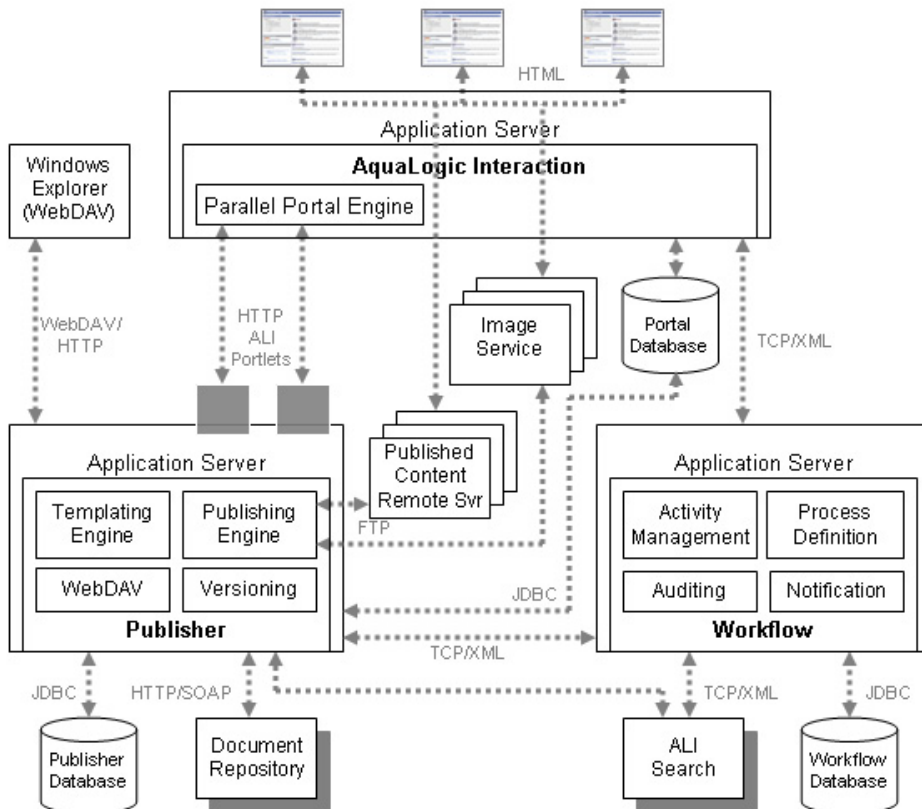 HTML
Application Server
AquaLogic Interaction
Parallel Portal Engine
Windows
Explorer
(WebDAV)
WebDAV/
HTTP
HTTP
ALI
Portlets
Image
Service
Portal
Database
TCP/XML
Application Server
Templating
Engine
Publishing
Engine
WebDAV
Versioning
Publisher
Published
Content
Remote Svr
FTP
JDBC
TCP/XML
Application Server
Activity
Management
Process
Definition
Auditing
Notification
Workflow
JDBC
HTTP/SOAP
TCP/XML
JDBC
Publisher
Database
Document
Repository
ALI
Search
Workflow
Database